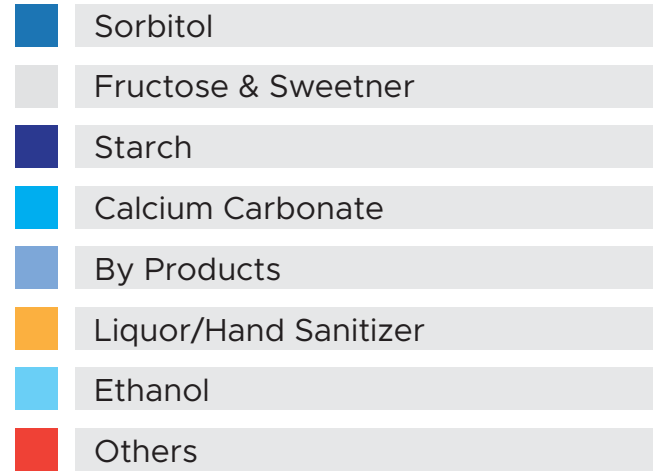 Sorbitol
Fructose & Sweetner
Starch
Calcium Carbonate
By Products
Liquor/Hand Sanitizer
Ethanol
Others